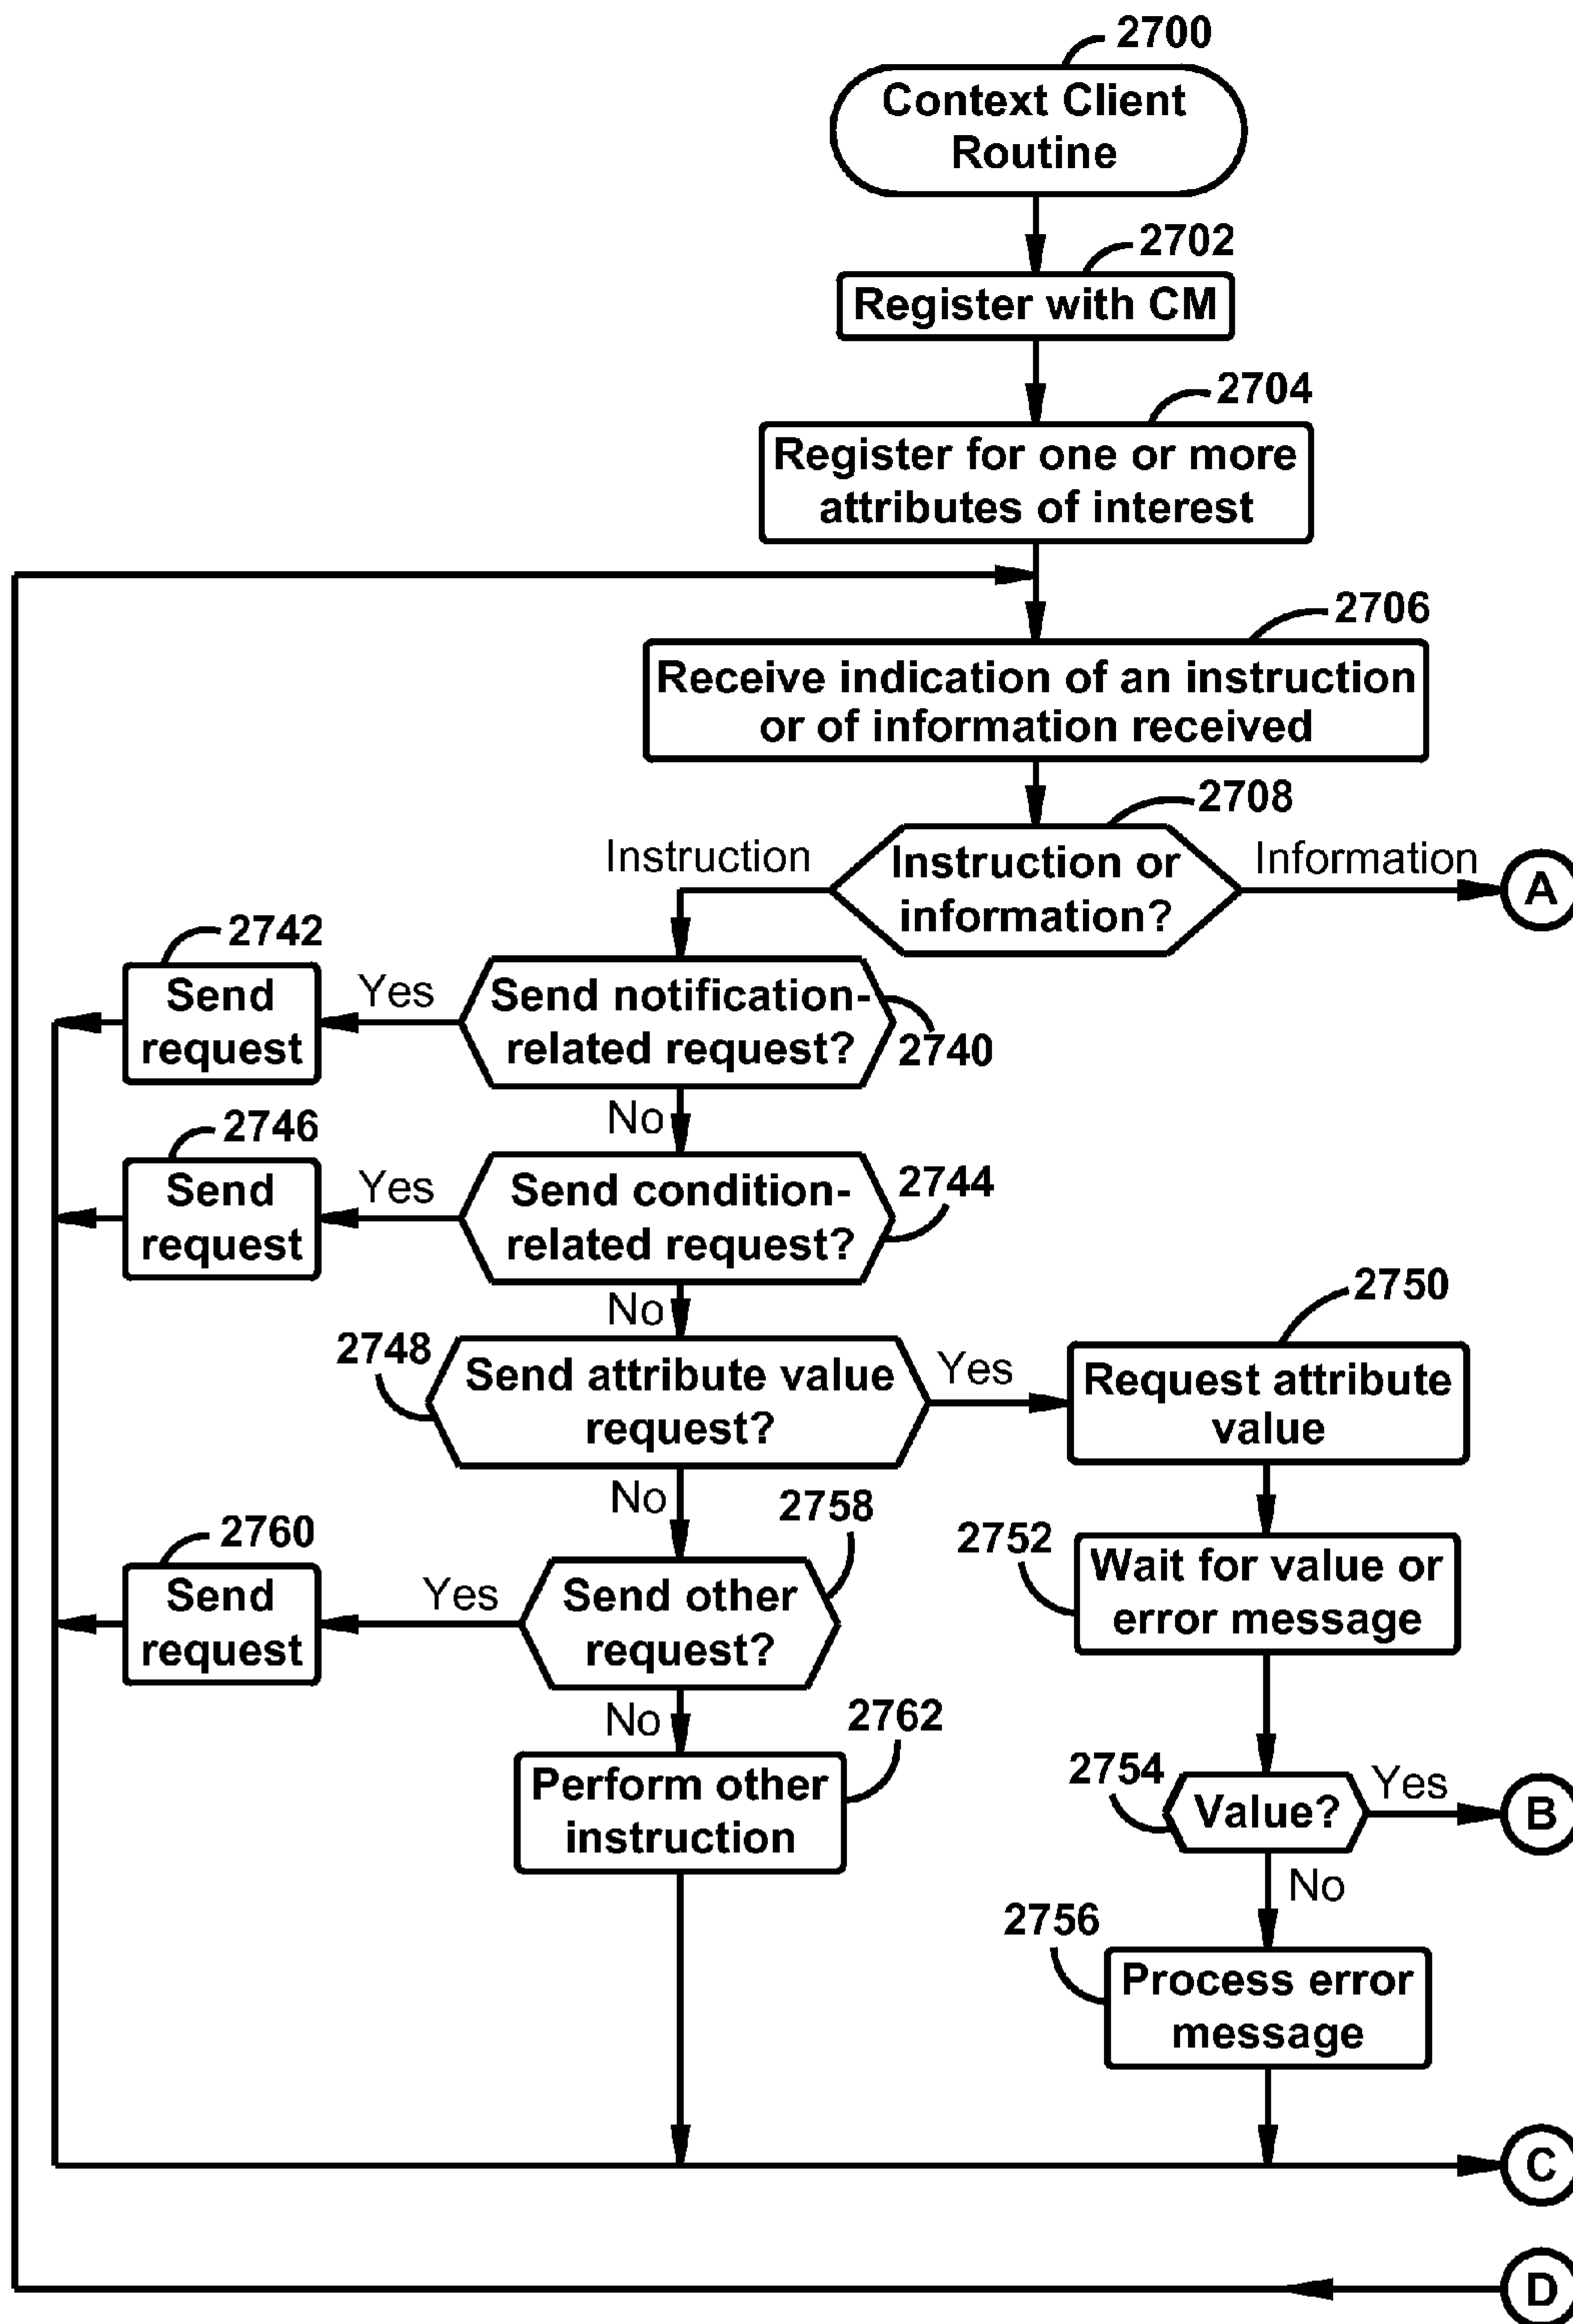 2700
Context Client
Routine
2702
Register with CM
2704
Register for one or more
attributes of interest
2706
Receive indication of an instruction
or of information received
2708
Instruction
Instruction or
information?
Information
A
2742
Send
request
Yes
Send notification-
related request?
2740
No
2746
Send
request
Yes
Send condition-
related request?
2744
No
2748
Send attribute value
request?
Yes
2750
Request attribute
value
No
2758
2752
Wait for value or
error message
2760
Send
request
Yes
Send other
request?
No
2762
Perform other
instruction
2754
Value?
Yes
B
No
2756
Process error
message
C
D